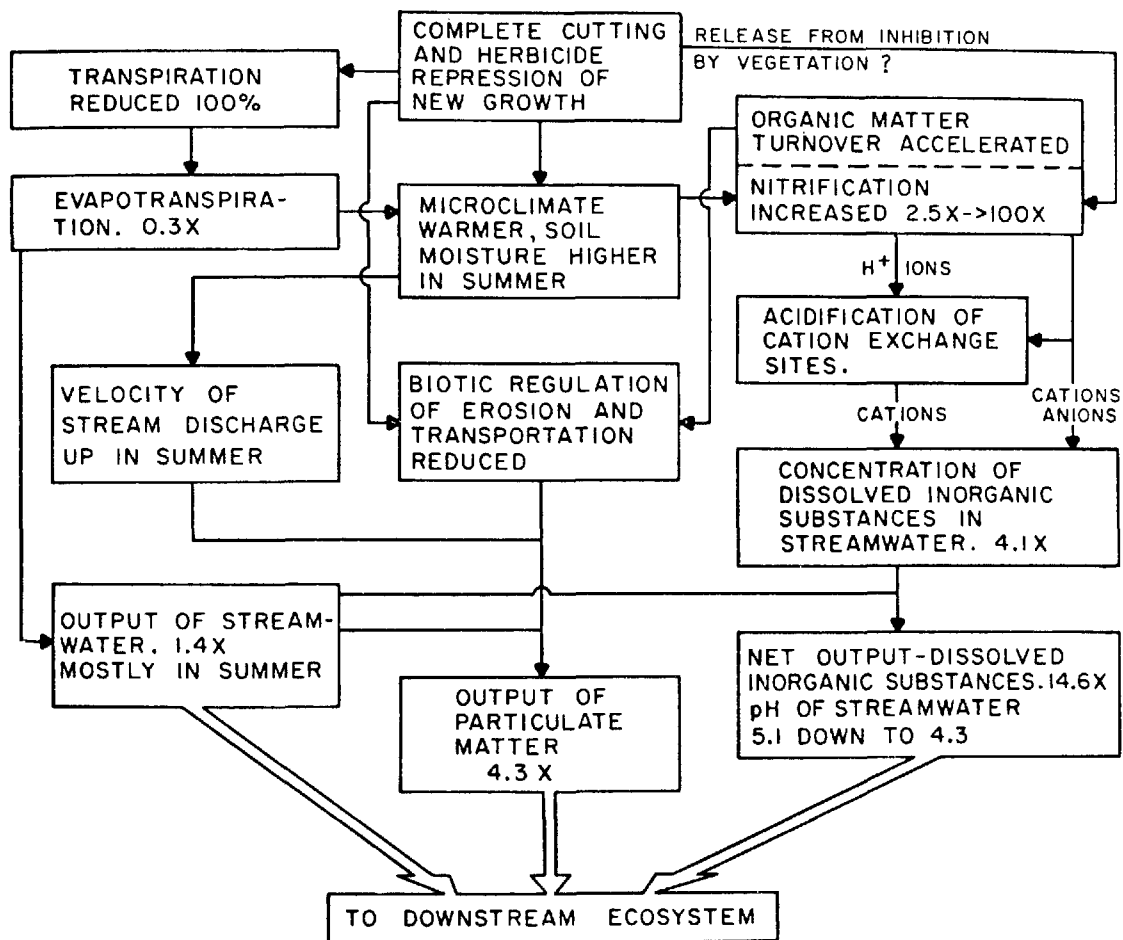 COMPLETE CUTTING
AND HERBICIDE
REPRESSION OF
NEW GROWTH
RELEASE FROM INHIBITION
BY VEGETATION ?
TRANSPIRATION
REDUCED 100%
ORGANIC MATTER
TURNOVER ACCELERATED
NITRIFICATION
INCREASED 2.5X->100X
EVAPOTRANSPIRA-
TION. 0.3X
MICROCLIMATE
WARMER, SOIL
MOISTURE HIGHER
IN SUMMER
H+ IONS
ACIDIFICATION OF
CATION EXCHANGE
SITES.
VELOCITY OF
STREAM DISCHARGE
UP IN SUMMER
BIOTIC REGULATION
OF EROSION AND
TRANSPORTATION
REDUCED
CATIONS
CATIONS
ANIONS
CONCENTRATION OF
DISSOLVED INORGANIC
SUBSTANCES IN
STREAMWATER. 4.1X
OUTPUT OF STREAM-
WATER. 1.4X
MOSTLY IN SUMMER
OUTPUT OF
PARTICULATE
MATTER
4.3 X
NET OUTPUT-DISSOLVED
INORGANIC SUBSTANCES.14.6X
pH OF STREAMWATER
5.1 DOWN TO 4.3
TO DOWNSTREAM ECOSYSTEM